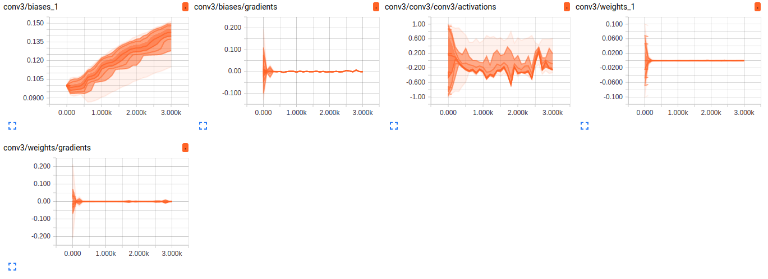 conv3/biases_1
0.150
0.135
0.120
0.105
0.0900
0.000 1.000k 2.000k 3.000k
conv3/biases/gradients
0.200
0.100
0.00
-0.100
0.000 1.000k 2.000k 3.000k
conv3/conv3/conv3/activations
1.00
0.600
0.200
-0.200
-0.600
-1.00
0.000 1.000k 2.000k 3.000k
conv3/weights_1
0.100
0.0600
0.0200
-0.0200
-0.0600
-0.100
0.000 1.000k 2.000k 3.000k
conv3/weights/gradients
0.200
0.100
0.00
-0.100
-0.200
0.000 1.000k 2.000k 3.000k